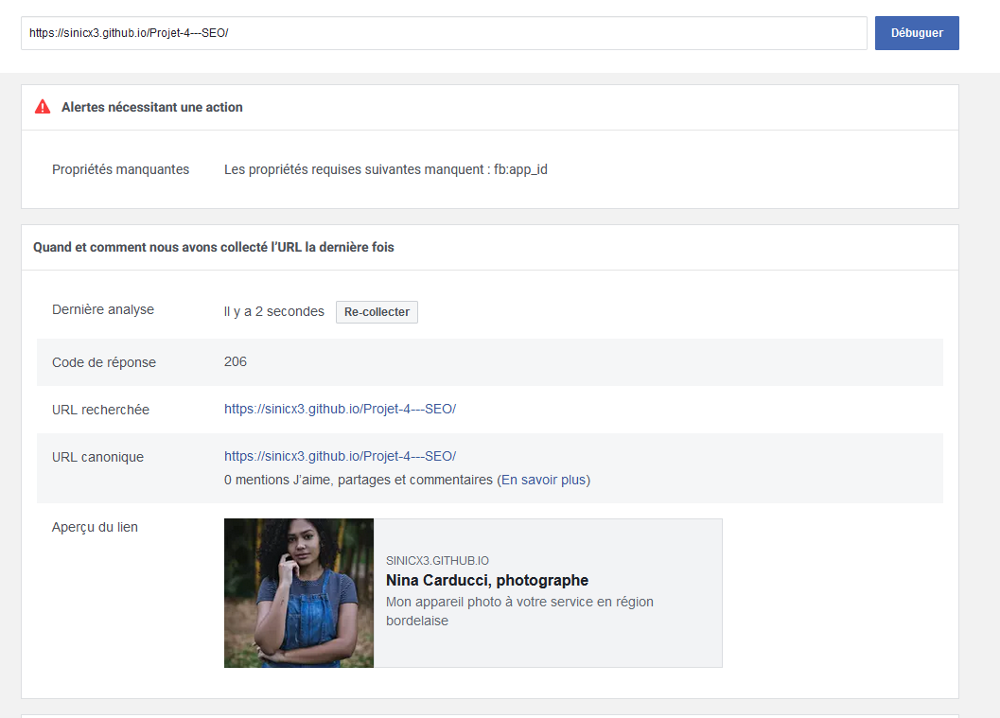 https://sinicx3.github.io/Projet-4---SEO/
Débuguer
Alertes nécessitant une action
Propriétés manquantes
Les propriétés requises suivantes manquent : fb:app_id
Quand et comment nous avons collecté l’URL la dernière fois
Dernière analyse
Il y a 2 secondes
Re-collecter
Code de réponse
206
URL recherchée
https://sinicx3.github.io/Projet-4---SEO/
URL canonique
https://sinicx3.github.io/Projet-4---SEO/
0 mentions J’aime, partages et commentaires (En savoir plus)
Aperçu du lien
SINICX3.GITHUB.IO
Nina Carducci, photographe
Mon appareil photo à votre service en région
bordelaise